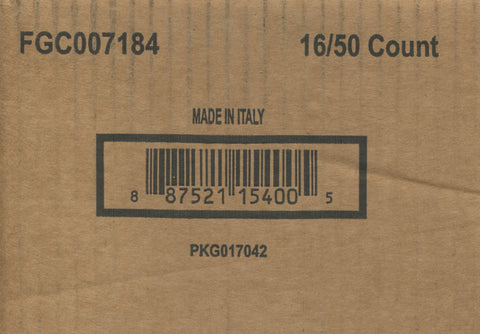 FGC007184 16/50 Count
MADE IN ITALY
8 87521 15400 5
PKG017042